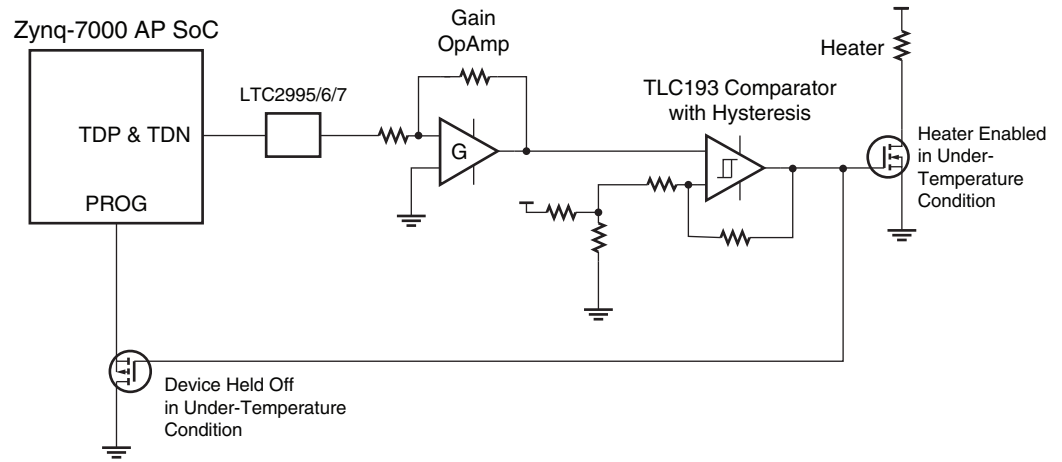 Zynq-7000 AP SoC
Gain
OpAmp
Heater
LTC2995/6/7
TLC193 Comparator
with Hysteresis
TDP & TDN
G
Heater Enabled
in Under-
Temperature
Condition
PROG
Device Held Off
in Under-Temperature
Condition